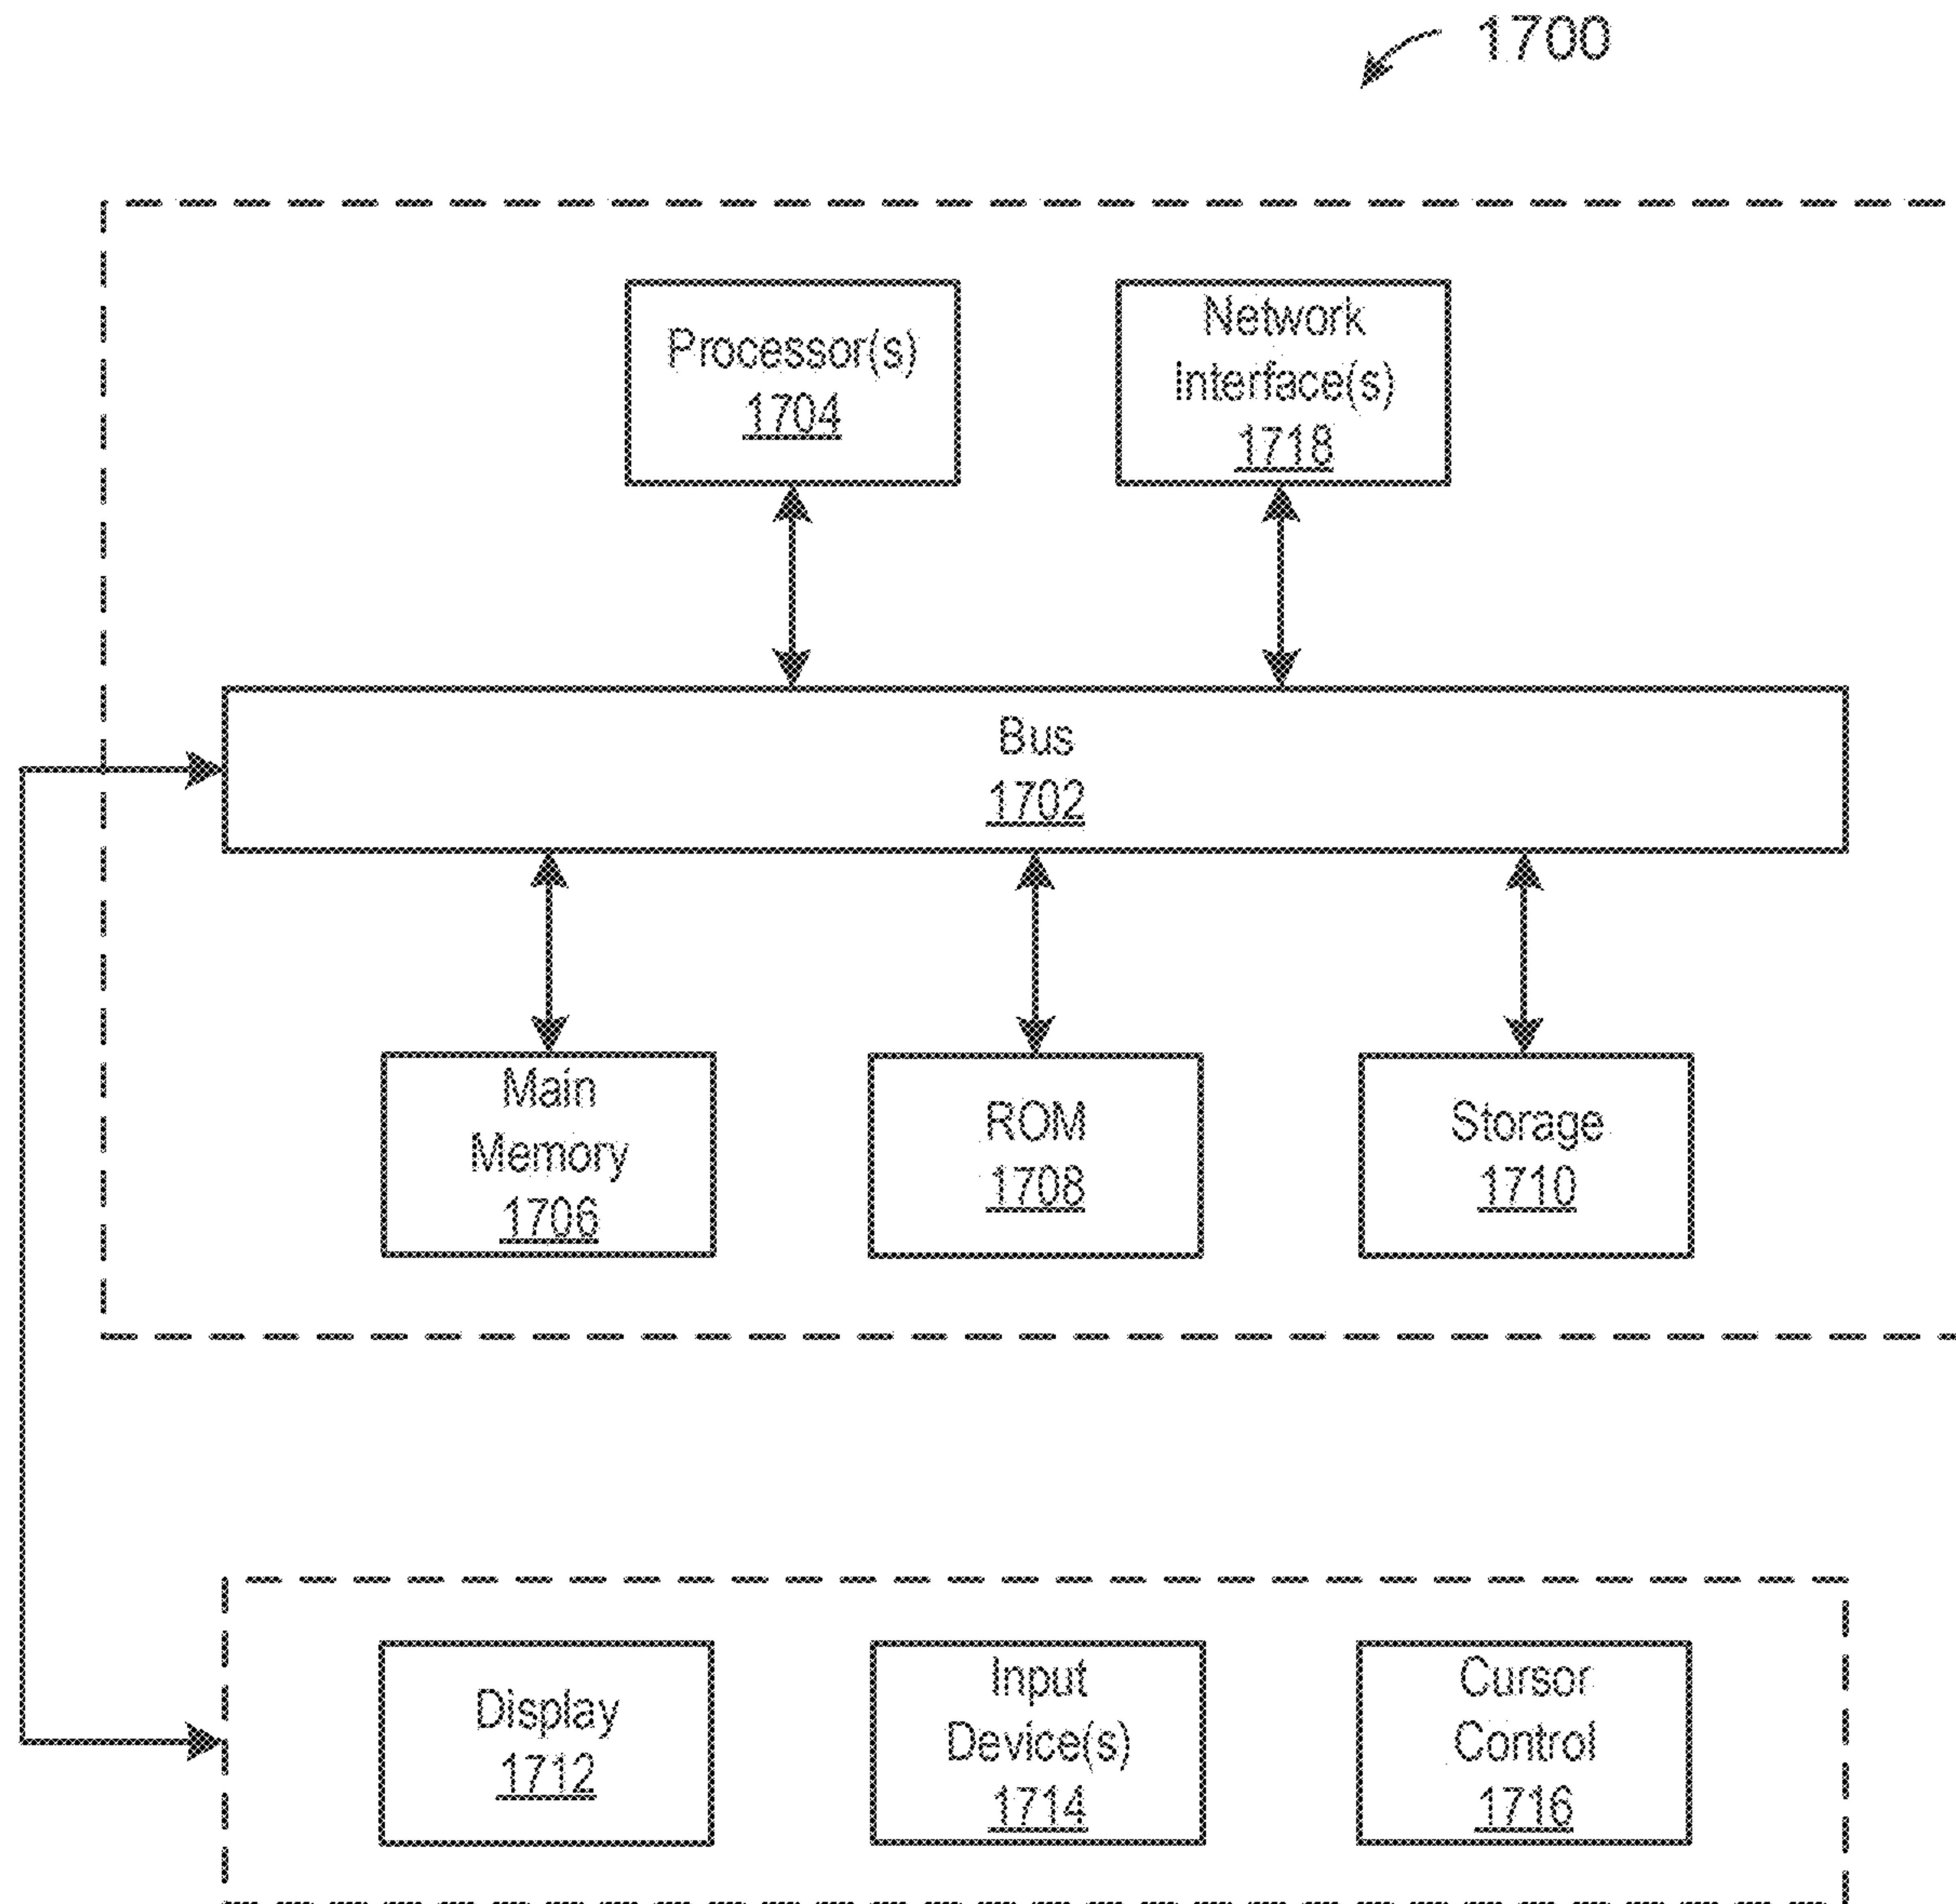 1700
Processor(s)
1704
Network
Interface(s)
1718
Bus
1702
Main
Memory
1706
ROM
1708
Storage
1710
Display
1712
Input
Device(s)
1714
Cursor
Control
1716